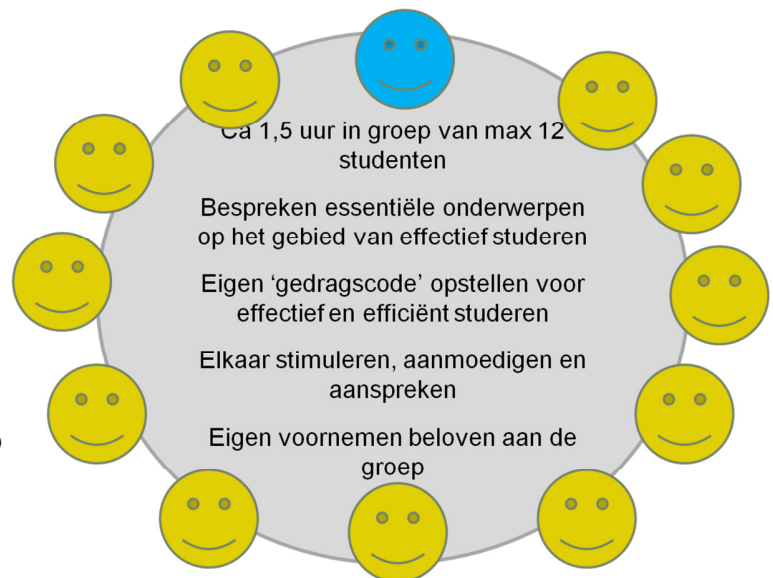 Ca 1,5 uur in groep van max 12
studenten
Bespreken essentiële onderwerpen
op het gebied van effectief studeren
Eigen ‘gedragscode’ opstellen voor
effectief en efficiënt studeren
Elkaar stimuleren, aanmoedigen en
aanspreken
Eigen voornemen beloven aan de
groep